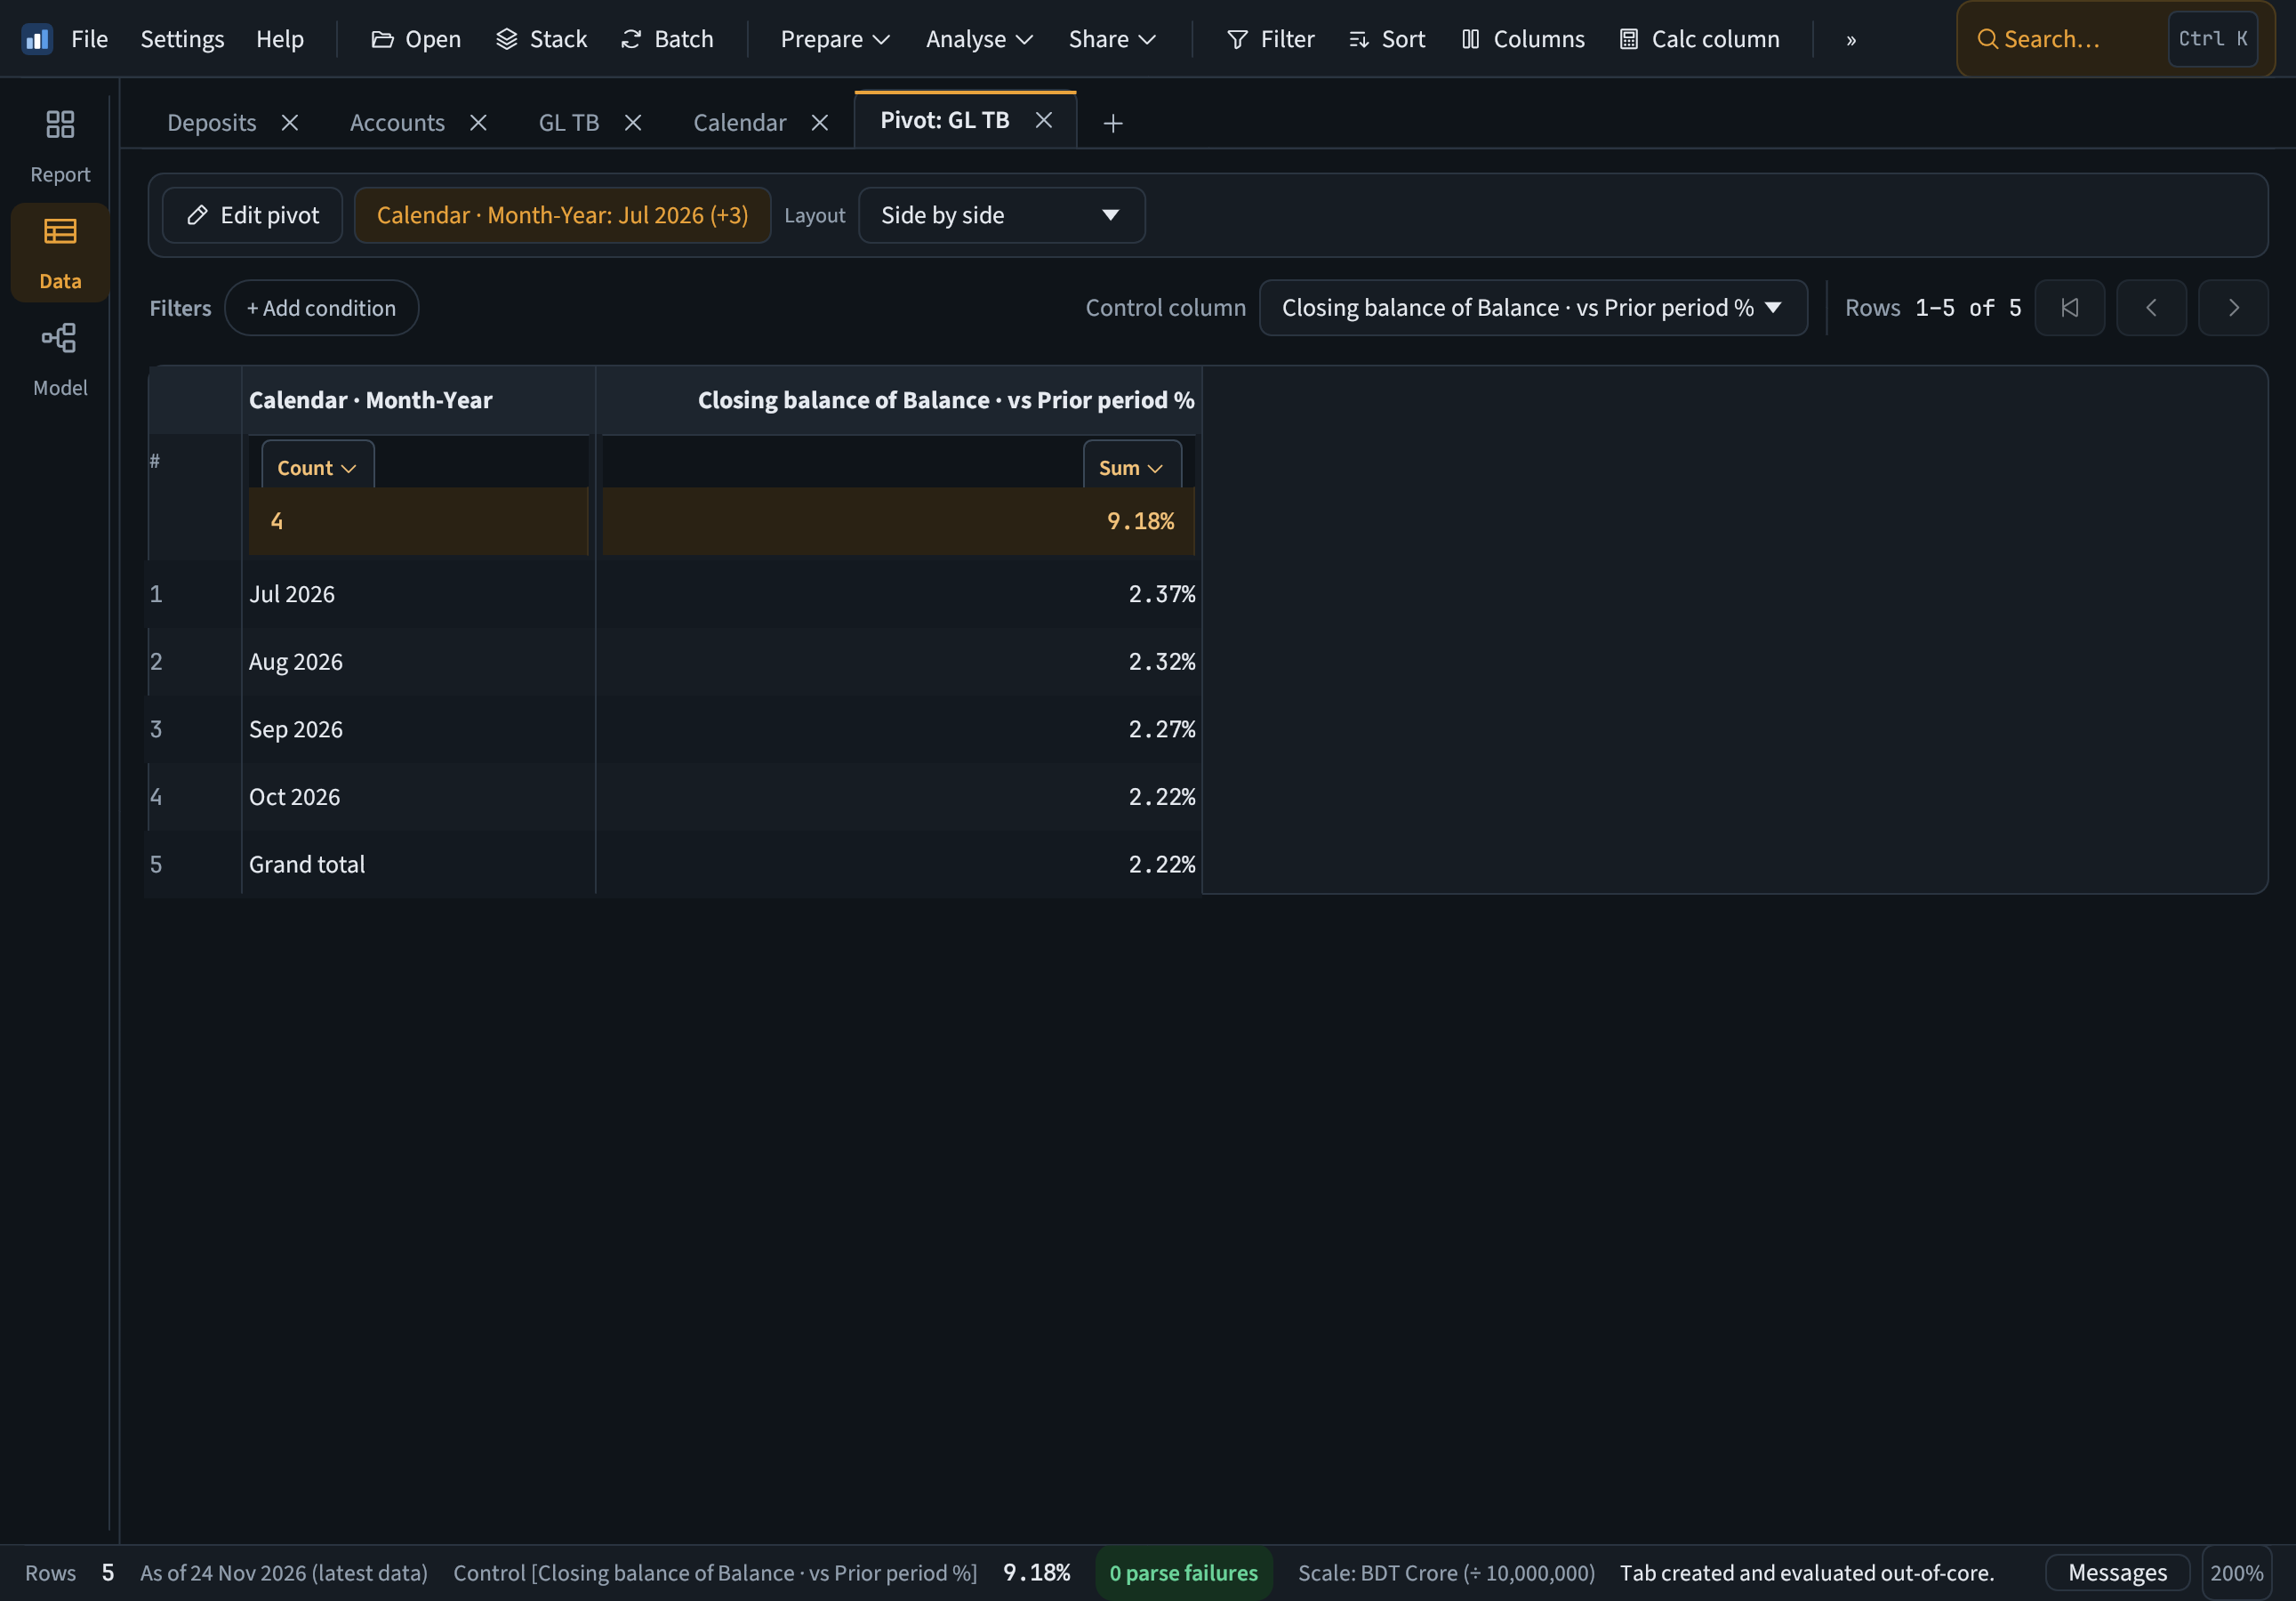 File Settings Help Open Stack Batch Prepare Analyse Share Filter Sort Columns Calc column » Search… Ctrl K
Deposits Accounts GL TB Calendar Pivot: GL TB
Report
Data
Model
Edit pivot Calendar · Month-Year: Jul 2026 (+3) Layout Side by side
Filters + Add condition Control column Closing balance of Balance · vs Prior period % Rows 1–5 of 5
Calendar · Month-Year Closing balance of Balance · vs Prior period %
# Count Sum
4 9.18%
1 Jul 2026 2.37%
2 Aug 2026 2.32%
3 Sep 2026 2.27%
4 Oct 2026 2.22%
5 Grand total 2.22%
Rows 5 As of 24 Nov 2026 (latest data) Control [Closing balance of Balance · vs Prior period %] 9.18% 0 parse failures Scale: BDT Crore (÷ 10,000,000) Tab created and evaluated out-of-core. Messages 200%